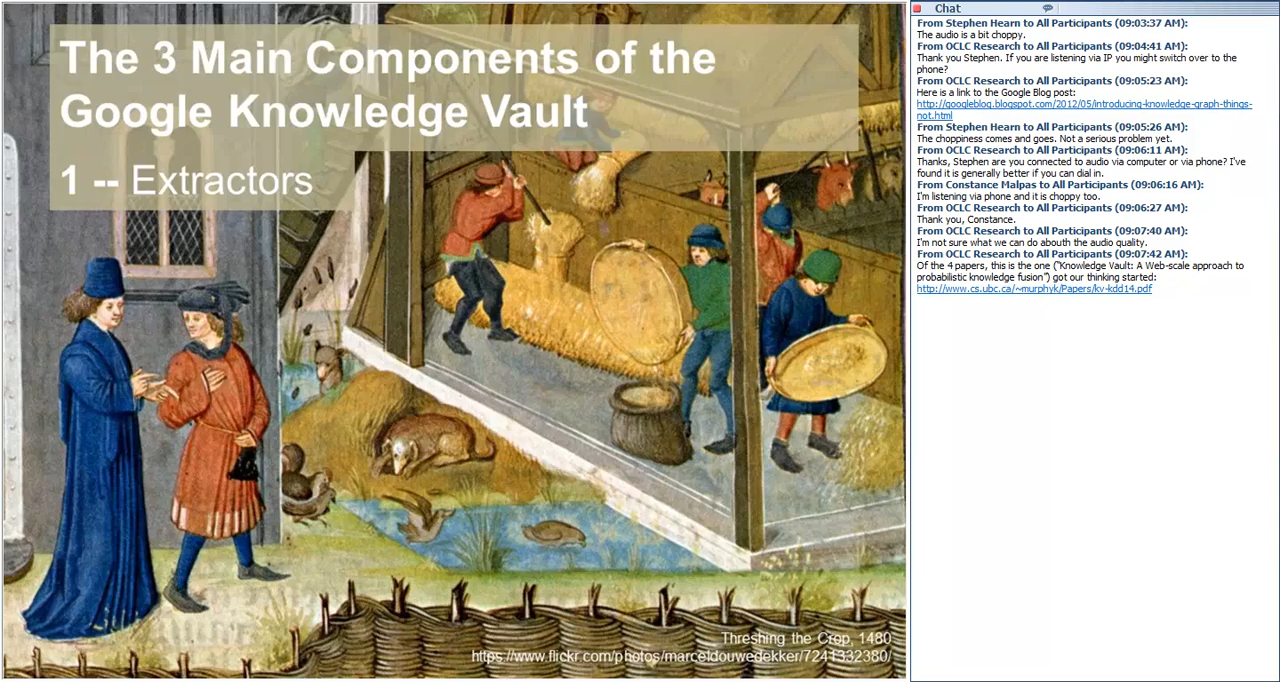 The 3 Main Components of the
Google Knowledge Vault
1 -- Extractors
Threshing the Crop, 1480
https://www.flickr.com/photos/marceldouwedekker/7241332380/
Chat
From Stephen Hearn to All Participants (09:03:37 AM):
The audio is a bit choppy.
From OCLC Research to All Participants (09:04:41 AM):
Thank you Stephen. If you are listening via IP you might switch over to the
phone?
From OCLC Research to All Participants (09:05:23 AM):
Here is a link to the Google Blog post:
http://googleblog.blogspot.com/2012/05/introducing-knowledge-graph-things-
not.html
From Stephen Hearn to All Participants (09:05:26 AM):
The choppiness comes and goes. Not a serious problem yet.
From OCLC Research to All Participants (09:06:11 AM):
Thanks, Stephen are you connected to audio via computer or via phone? I've
found it is generally better if you can dial in.
From Constance Malpas to All Participants (09:06:16 AM):
I'm listening via phone and it is choppy too.
From OCLC Research to All Participants (09:06:27 AM):
Thank you, Constance.
From OCLC Research to All Participants (09:07:40 AM):
I'm not sure what we can do abouth the audio quality.
From OCLC Research to All Participants (09:07:42 AM):
Of the 4 papers, this is the one ("Knowledge Vault: A Web-scale approach to
probabilistic knowledge fusion") got our thinking started:
http://www.cs.ubc.ca/~murphyk/Papers/kv-kdd14.pdf